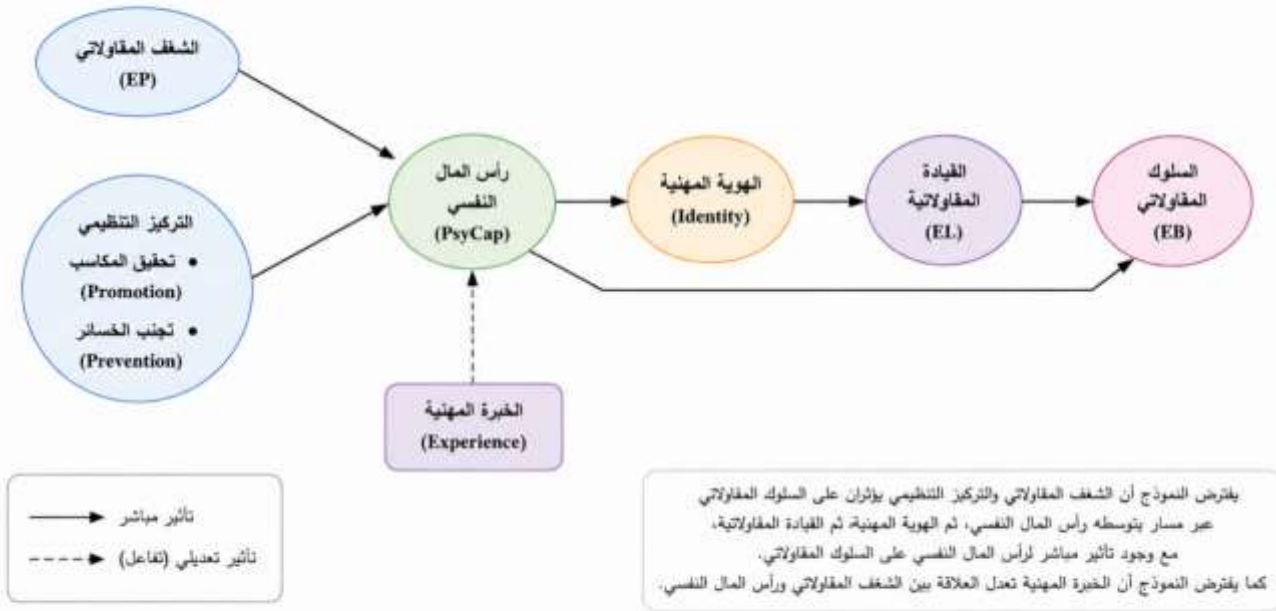 الشغف المقاولاتي
(EP)
التركيز التنظيمي
• تحقيق المكاسب
(Promotion)
• تجنب الخسائر
(Prevention)
رأس المال
النفسي
(PsyCap)
الهوية المهنية
(Identity)
القيادة
المقاولاتية
(EL)
السلوك
المقاولاتي
(EB)
الخبرة المهنية
(Experience)
تأثير مباشر
تأثير تعديلي (تفاعل)
يفترض النموذج أن الشغف المقاولاتي والتركيز التنظيمي يؤثران على السلوك المقاولاتي
عبر مسار يتوسطه رأس المال النفسي، ثم الهوية المهنية، ثم القيادة المقاولاتية،
مع وجود تأثير مباشر لرأس المال النفسي على السلوك المقاولاتي.
كما يفترض النموذج أن الخبرة المهنية تعدل العلاقة بين الشغف المقاولاتي ورأس المال النفسي.